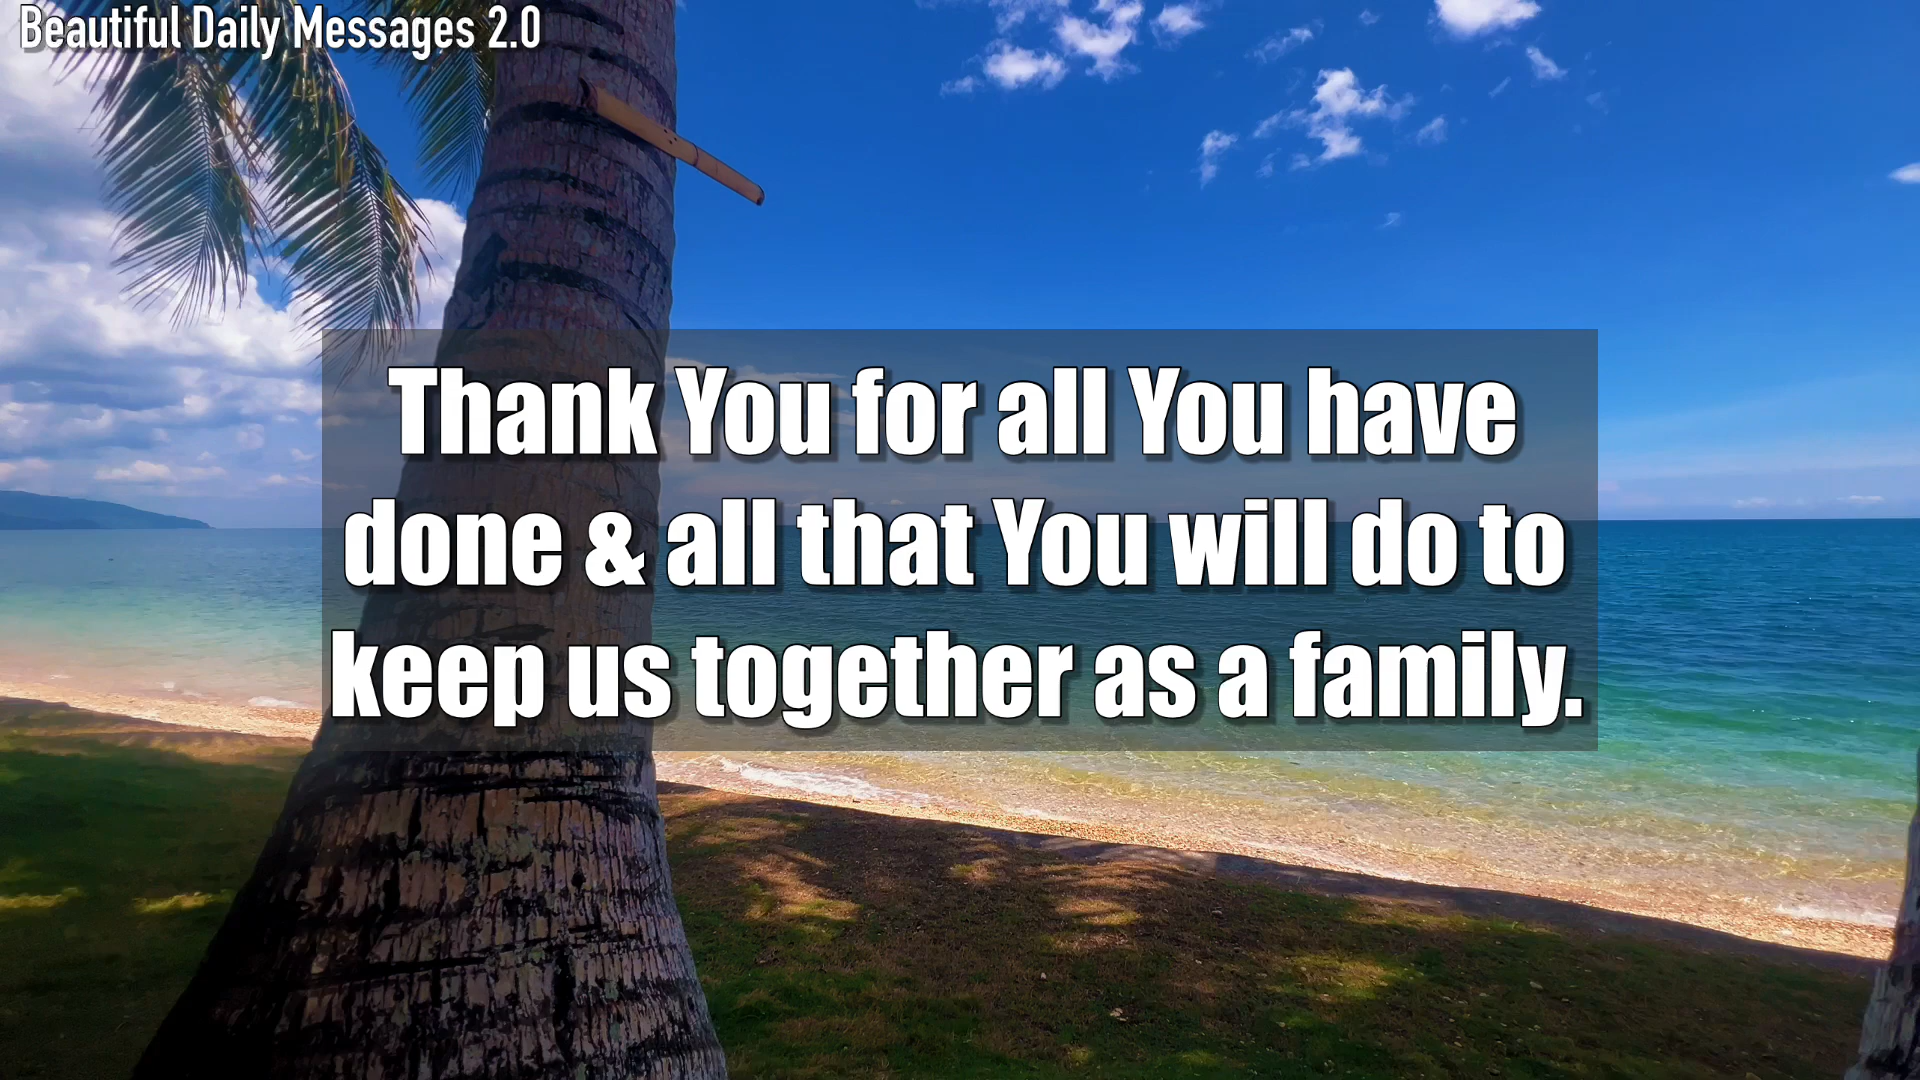 Beautiful Daily Messages 2.0
Thank You for all You have
done & all that You will do to
keep us together as a family.